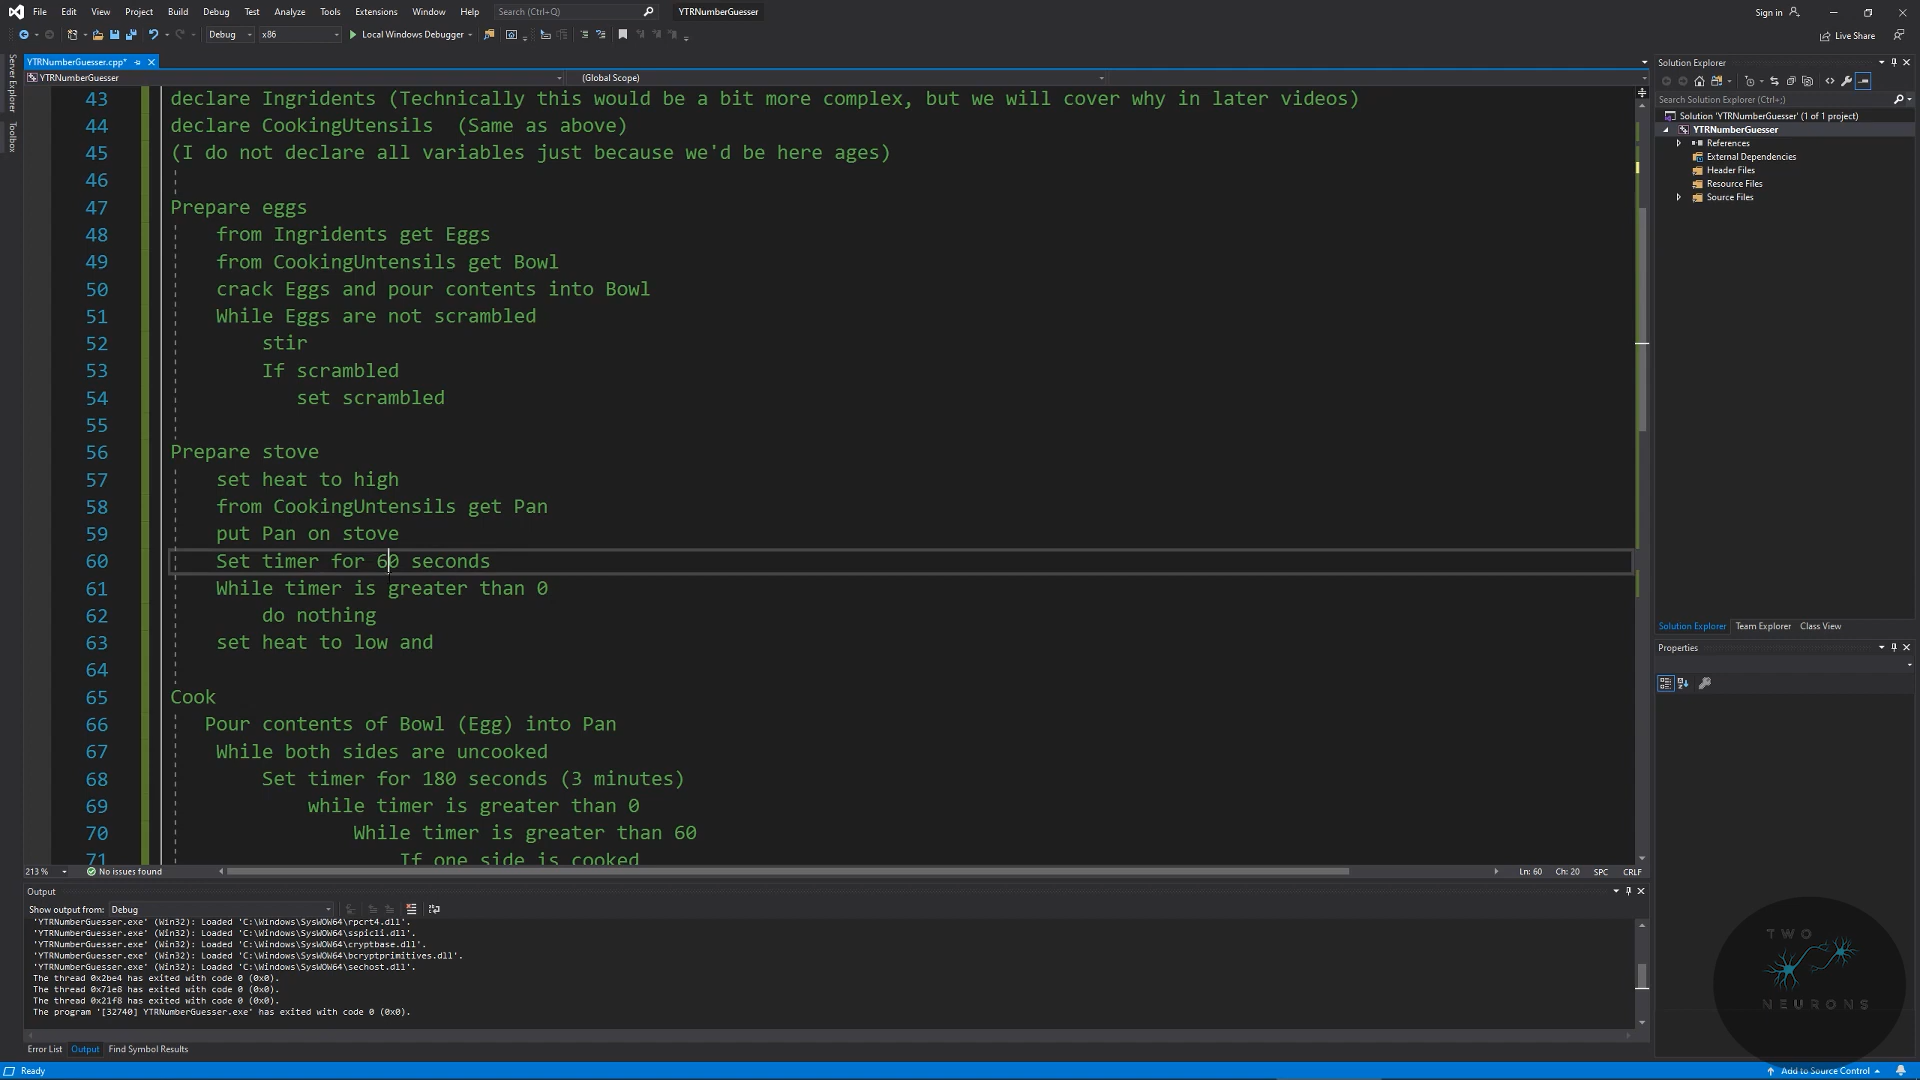 File Edit View Project Build Debug Test Analyze Tools Extensions Window Help Search (Ctrl+Q) YTRNumberGuesser Sign in
Debug x86 Local Windows Debugger Live Share
Server Explorer
Toolbox
YTRNumberGuesser.cpp*
YTRNumberGuesser (Global Scope)
43 declare Ingridents (Technically this would be a bit more complex, but we will cover why in later videos)
44 declare CookingUtensils (Same as above)
45 (I do not declare all variables just because we'd be here ages)
46
47 Prepare eggs
48 from Ingridents get Eggs
49 from CookingUntensils get Bowl
50 crack Eggs and pour contents into Bowl
51 While Eggs are not scrambled
52 stir
53 If scrambled
54 set scrambled
55
56 Prepare stove
57 set heat to high
58 from CookingUntensils get Pan
59 put Pan on stove
60 Set timer for 60 seconds
61 While timer is greater than 0
62 do nothing
63 set heat to low and
64
65 Cook
66 Pour contents of Bowl (Egg) into Pan
67 While both sides are uncooked
68 Set timer for 180 seconds (3 minutes)
69 while timer is greater than 0
70 While timer is greater than 60
71 If one side is cooked
213 % No issues found Ln: 60 Ch: 20 SPC CRLF
Output
Show output from: Debug
'YTRNumberGuesser.exe' (Win32): Loaded 'C:\Windows\SysWOW64\rpcrt4.dll'.
'YTRNumberGuesser.exe' (Win32): Loaded 'C:\Windows\SysWOW64\sspicli.dll'.
'YTRNumberGuesser.exe' (Win32): Loaded 'C:\Windows\SysWOW64\cryptbase.dll'.
'YTRNumberGuesser.exe' (Win32): Loaded 'C:\Windows\SysWOW64\bcryptprimitives.dll'.
'YTRNumberGuesser.exe' (Win32): Loaded 'C:\Windows\SysWOW64\sechost.dll'.
The thread 0x2be4 has exited with code 0 (0x0).
The thread 0x71e8 has exited with code 0 (0x0).
The thread 0x21f8 has exited with code 0 (0x0).
The program '[32740] YTRNumberGuesser.exe' has exited with code 0 (0x0).
Error List Output Find Symbol Results
Ready Add to Source Control
Solution Explorer
Search Solution Explorer (Ctrl+;)
Solution 'YTRNumberGuesser' (1 of 1 project)
YTRNumberGuesser
References
External Dependencies
Header Files
Resource Files
Source Files
Solution Explorer Team Explorer Class View
Properties
TWO
NEURONS